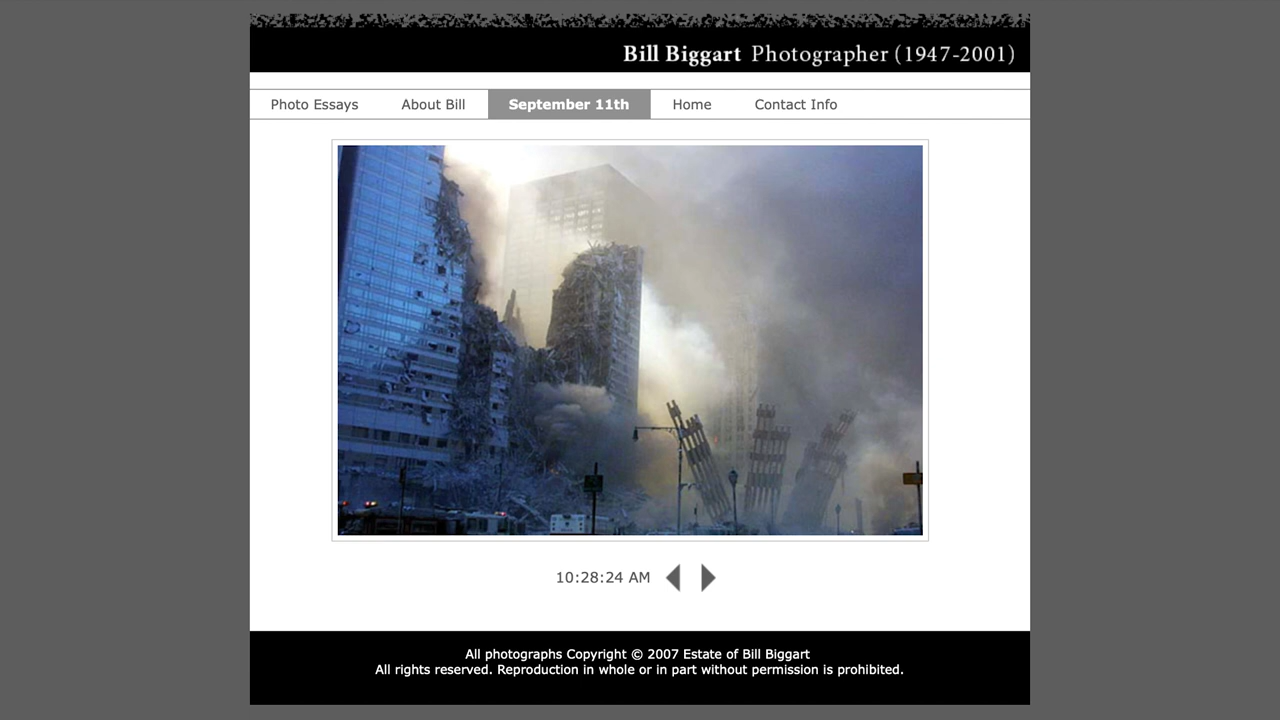 Bill Biggart Photographer (1947-2001)
Photo Essays About Bill September 11th Home Contact Info
10:28:24 AM
All photographs Copyright © 2007 Estate of Bill Biggart
All rights reserved. Reproduction in whole or in part without permission is prohibited.